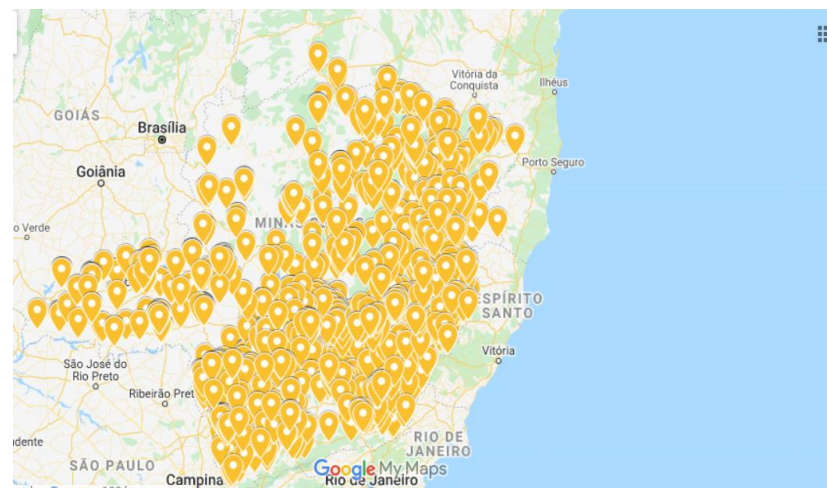 Vitória da
Conquista
Ilhéus
GOIÁS
Brasília
Goiânia
Porto Seguro
o Verde
MINAS
ESPÍRITO
SANTO
Vitória
São José do
Rio Preto
Ribeirão Pret
dente
RIO DE
JANEIRO
SÃO PAULO
Campina
Google My Maps
Rio de Janeiro